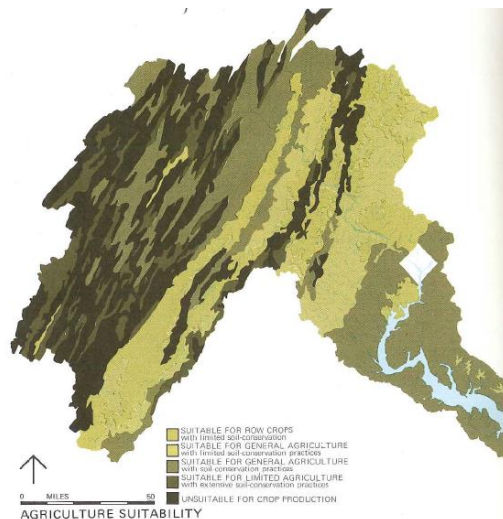 SUITABLE FOR ROW CROPS
with limited soil-conservation
SUITABLE FOR GENERAL AGRICULTURE
with limited soil-conservation practices
SUITABLE FOR GENERAL AGRICULTURE
with soil-conservation practices
SUITABLE FOR LIMITED AGRICULTURE
with extensive soil-conservation practices
UNSUITABLE FOR CROP PRODUCTION
0 MILES 50
AGRICULTURE SUITABILITY